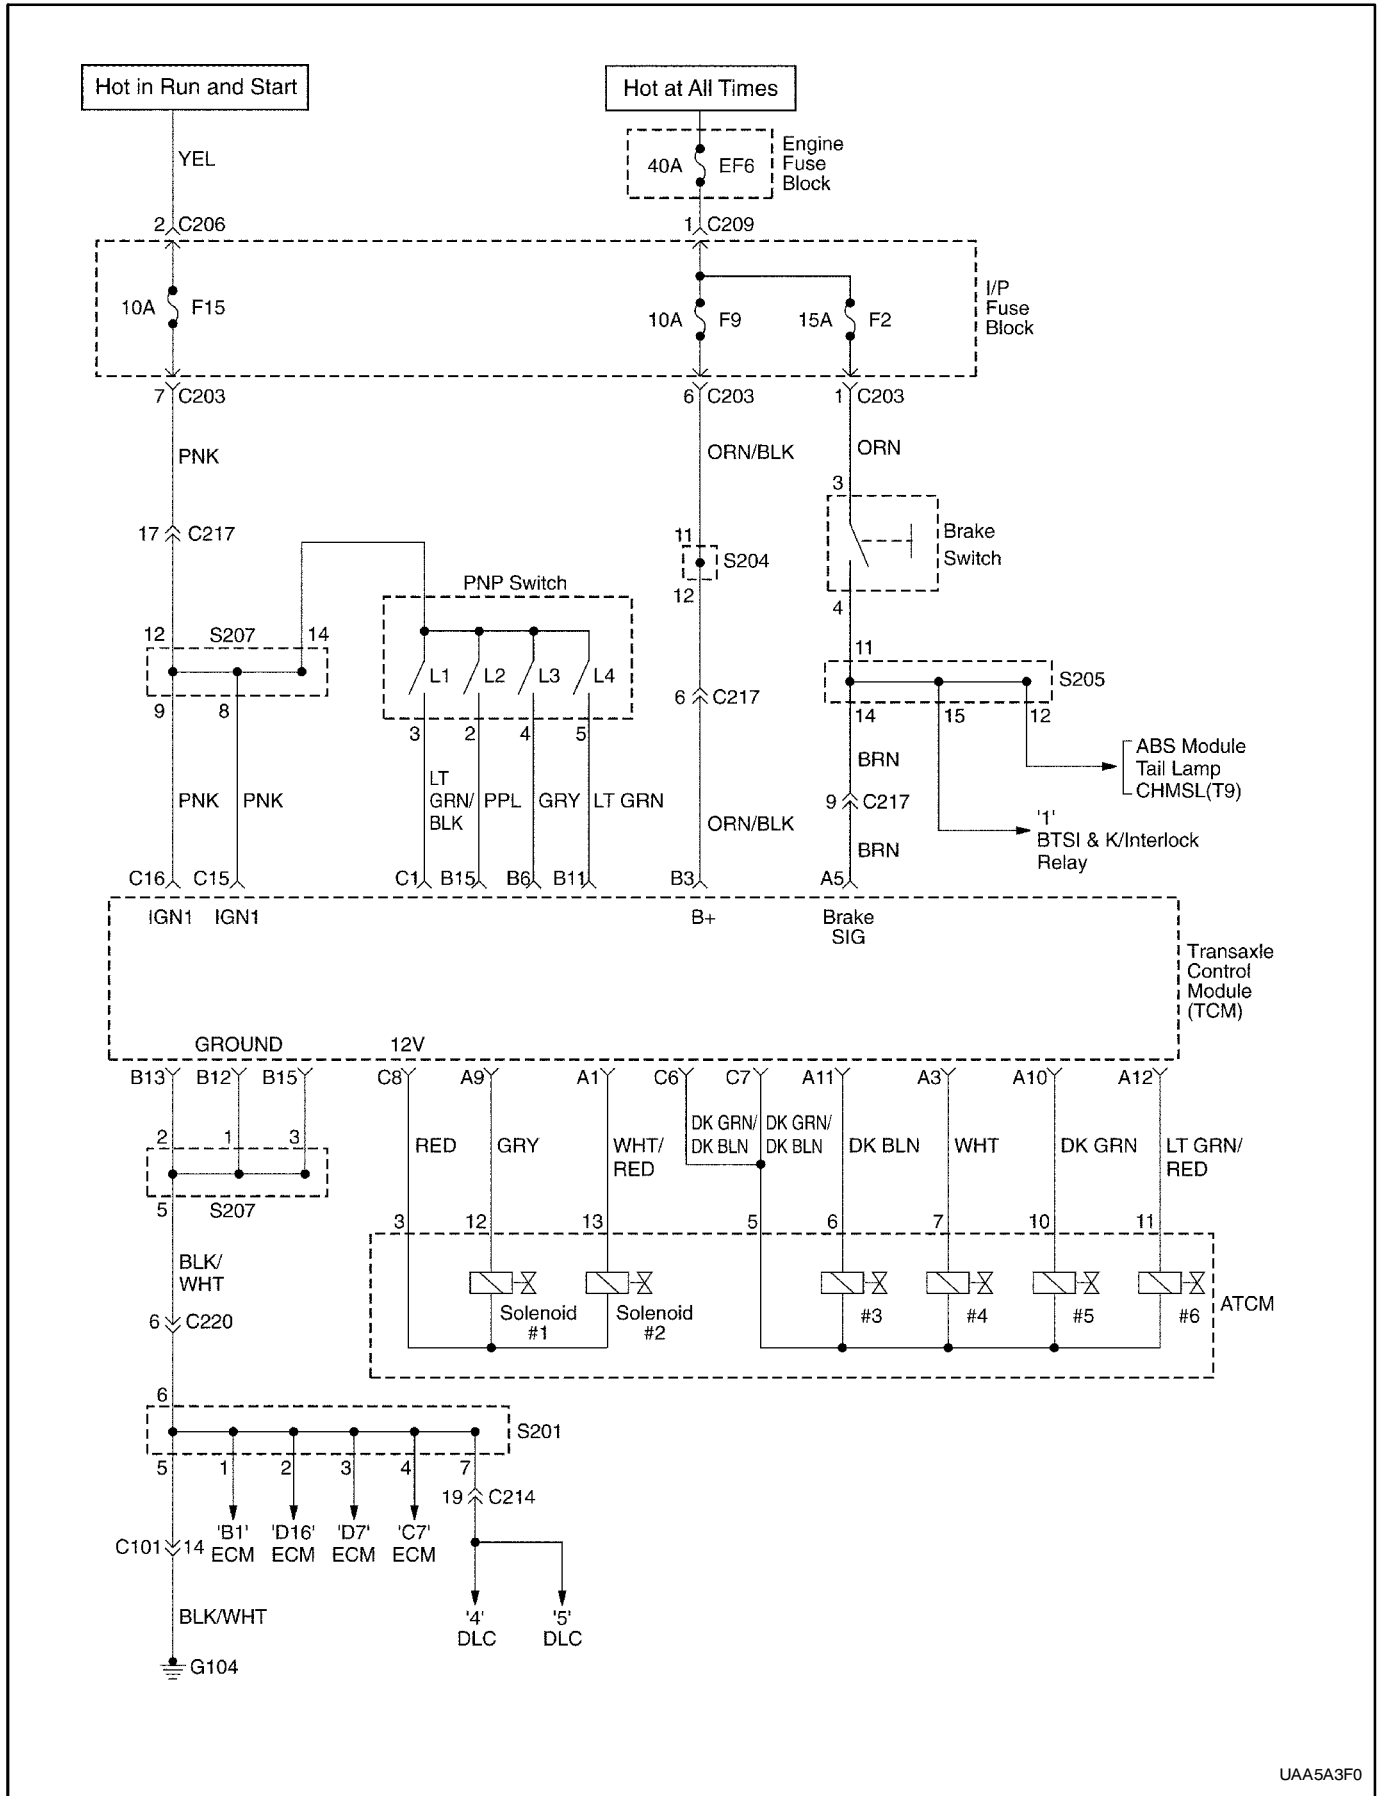 Hot in Run and Start
Hot at All Times
YEL
40A EF6
Engine
Fuse
Block
2 C206
1 C209
10A F15
10A F9
15A F2
I/P
Fuse
Block
7 C203
6 C203
1 C203
PNK
ORN/BLK
ORN
3
17 C217
11
S204
12
Brake
Switch
4
PNP Switch
12 S207 14
11
S205
L1 L2 L3 L4
9 8
6 C217
14 15 12
3 2 4 5
BRN
ABS Module
Tail Lamp
CHMSL(T9)
PNK PNK
LT
GRN/
BLK
PPL GRY LT GRN
ORN/BLK
9 C217
'1'
BTSI & K/Interlock
Relay
BRN
C16 C15 C1 B15 B6 B11 B3 A5
IGN1 IGN1 B+
Brake
SIG
Transaxle
Control
Module
(TCM)
GROUND 12V
B13 B12 B15 C8 A9 A1 C6 C7 A11 A3 A10 A12
2 1 3
RED GRY
WHT/
RED
DK GRN/
DK BLN
DK GRN/
DK BLN
DK BLN WHT DK GRN
LT GRN/
RED
5 S207
3 12 13 5 6 7 10 11
BLK/
WHT
Solenoid
#1
Solenoid
#2
#3 #4 #5 #6
ATCM
6 C220
6
S201
5 1 2 3 4 7
19 C214
C101 14
'B1'
ECM
'D16'
ECM
'D7'
ECM
'C7'
ECM
BLK/WHT
'4'
DLC
'5'
DLC
G104
UAA5A3F0